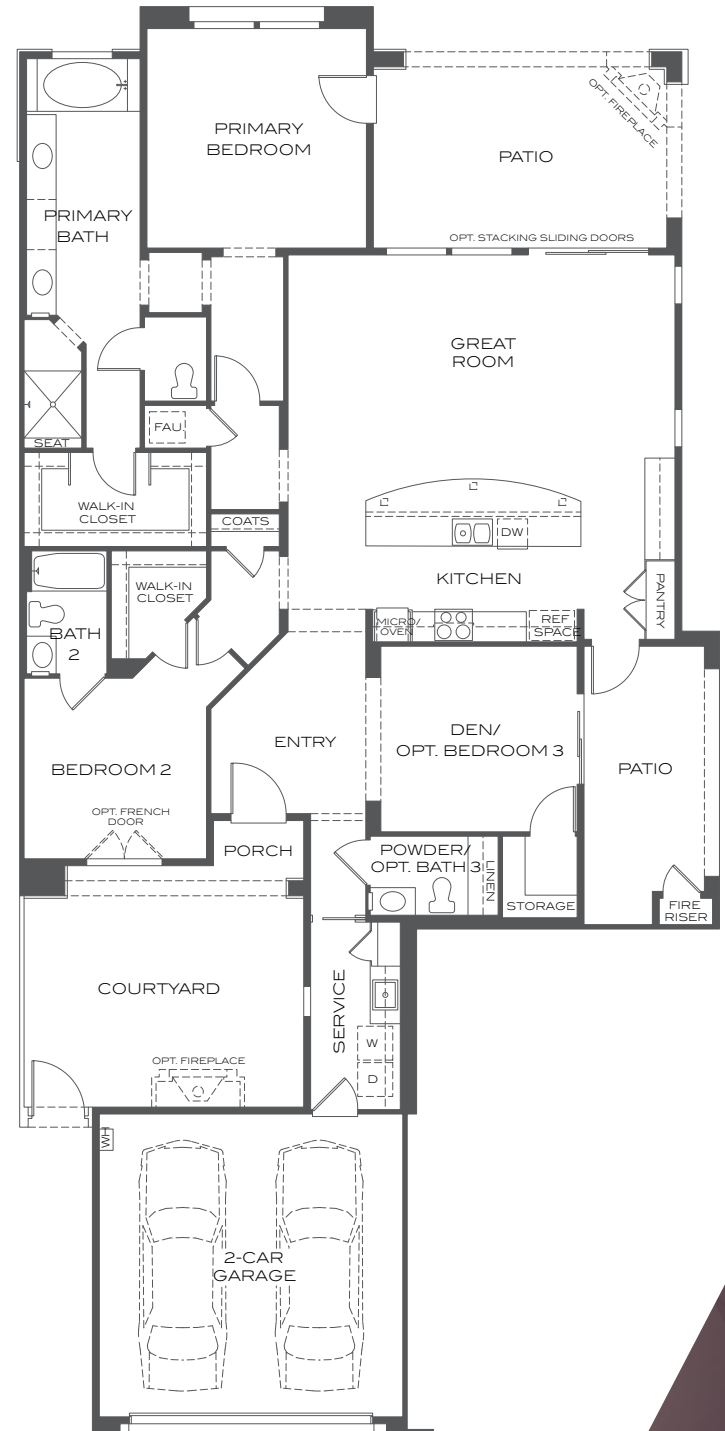 PRIMARY
BEDROOM
OPT. FIREPLACE
PATIO
PRIMARY
BATH
OPT. STACKING SLIDING DOORS
GREAT
ROOM
FAU
SEAT
WALK-IN
CLOSET
COATS
DW
KITCHEN
WALK-IN
CLOSET
PANTRY
MICRO/
OVEN
REF
SPACE
BATH
2
DEN/
OPT. BEDROOM 3
ENTRY
BEDROOM 2
PATIO
OPT. FRENCH
DOOR
PORCH
POWDER/
OPT. BATH 3
LINEN
STORAGE
FIRE
RISER
COURTYARD
SERVICE
W
OPT. FIREPLACE
D
WH
2-CAR
GARAGE